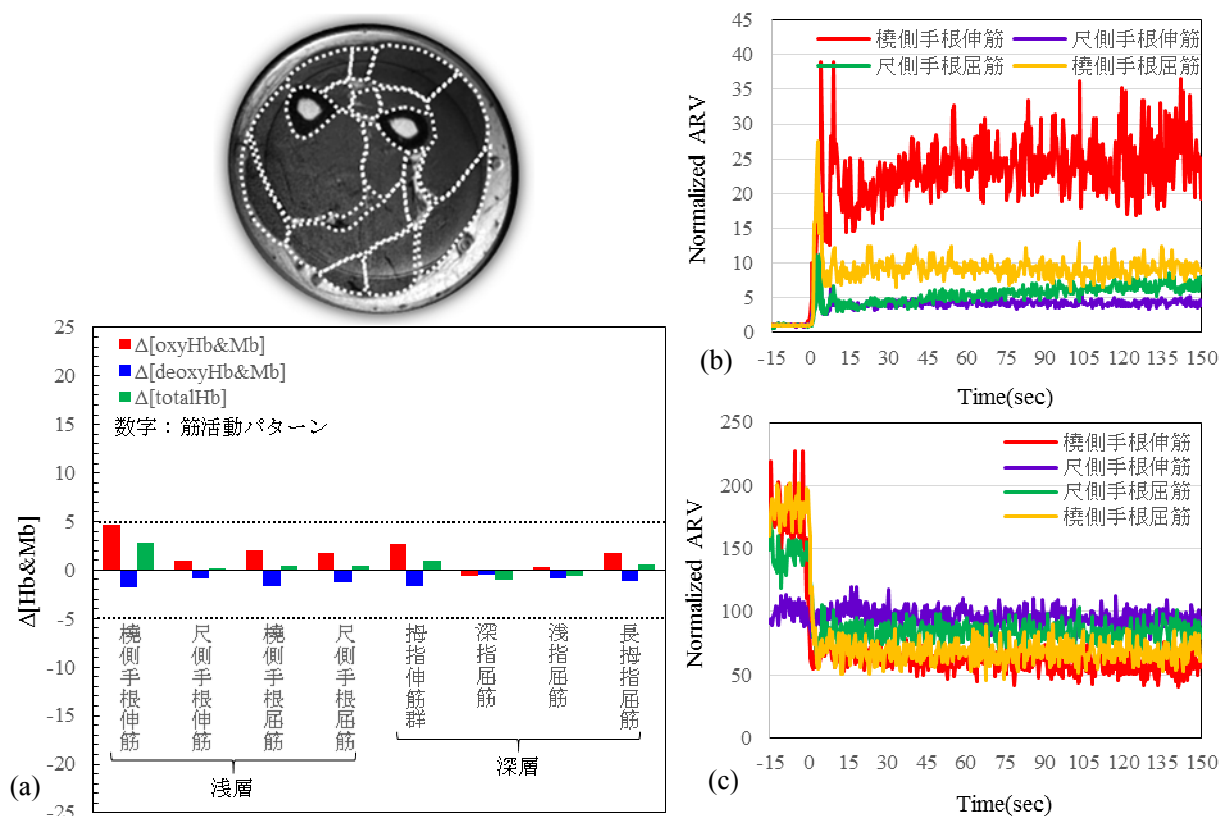 25
20
15
10
5
0
-5
-10
-15
-20
-25
Δ[Hb&Mb]
Δ[oxyHb&Mb]
Δ[deoxyHb&Mb]
Δ[totalHb]
数字：筋活動パターン
橈側手根伸筋
尺側手根伸筋
橈側手根屈筋
尺側手根屈筋
拇指伸筋群
深指屈筋
浅指屈筋
長拇指屈筋
浅層
深層
(a)
45
40
35
30
25
20
15
10
5
0
Normalized ARV
橈側手根伸筋 尺側手根伸筋
尺側手根屈筋 橈側手根屈筋
-15 0 15 30 45 60 75 90 105 120 135 150
Time(sec)
(b)
250
200
150
100
50
0
Normalized ARV
橈側手根伸筋
尺側手根伸筋
尺側手根屈筋
橈側手根屈筋
-15 0 15 30 45 60 75 90 105 120 135 150
Time(sec)
(c)